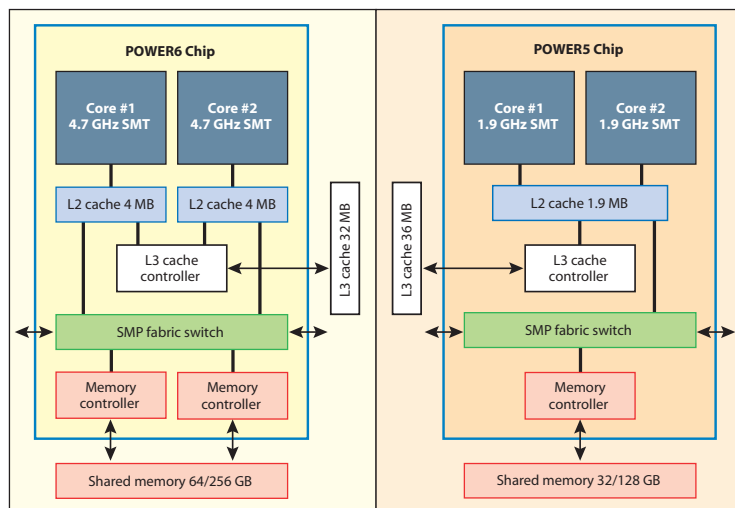 POWER6 Chip
Core #1
4.7 GHz SMT
Core #2
4.7 GHz SMT
L2 cache 4 MB
L2 cache 4 MB
L3 cache
controller
L3 cache 32 MB
SMP fabric switch
Memory
controller
Memory
controller
Shared memory 64/256 GB
POWER5 Chip
Core #1
1.9 GHz SMT
Core #2
1.9 GHz SMT
L2 cache 1.9 MB
L3 cache 36 MB
L3 cache
controller
SMP fabric switch
Memory
controller
Shared memory 32/128 GB